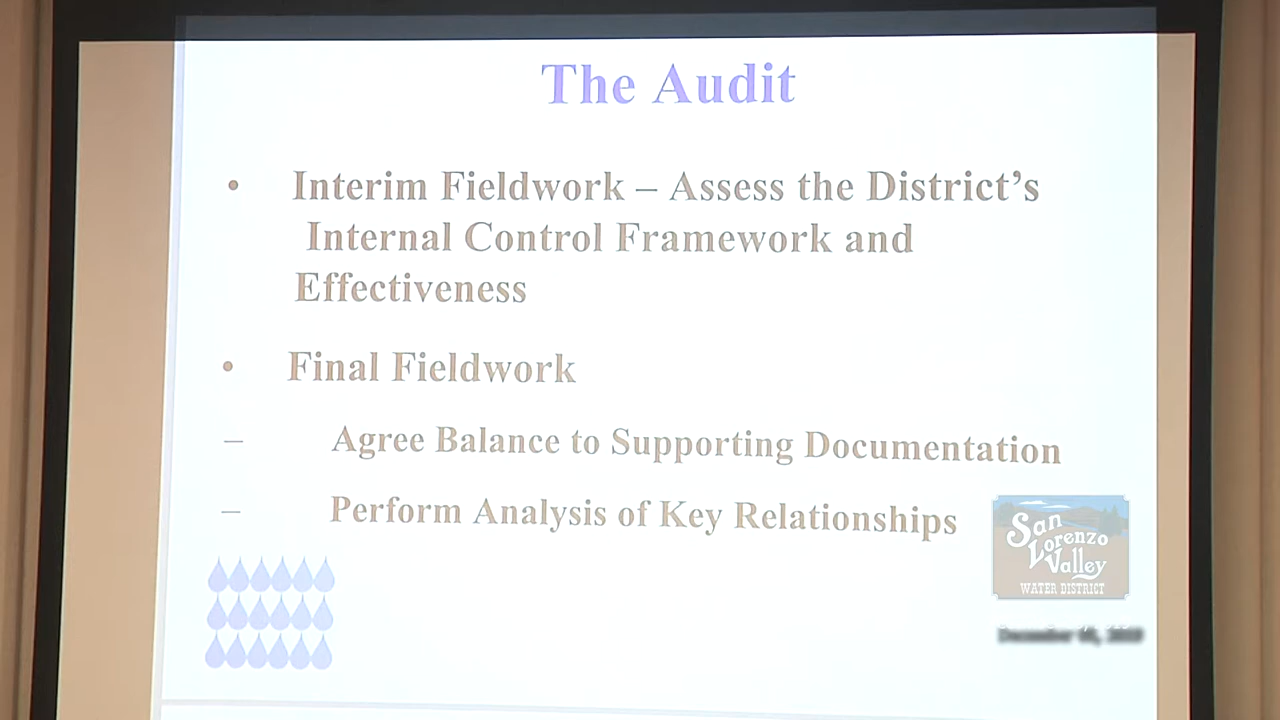 The Audit
• Interim Fieldwork – Assess the District's
Internal Control Framework and
Effectiveness
• Final Fieldwork
– Agree Balance to Supporting Documentation
– Perform Analysis of Key Relationships
San
Lorenzo
Valley
WATER DISTRICT